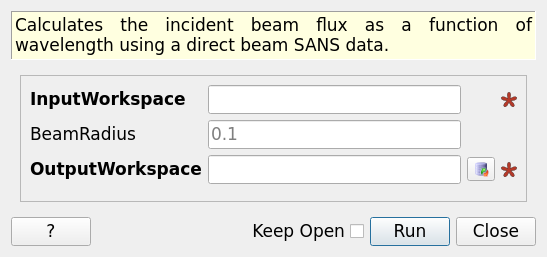 Calculates the incident beam flux as a function of
wavelength using a direct beam SANS data.
InputWorkspace *
BeamRadius 0.1
OutputWorkspace *
? Keep Open Run Close